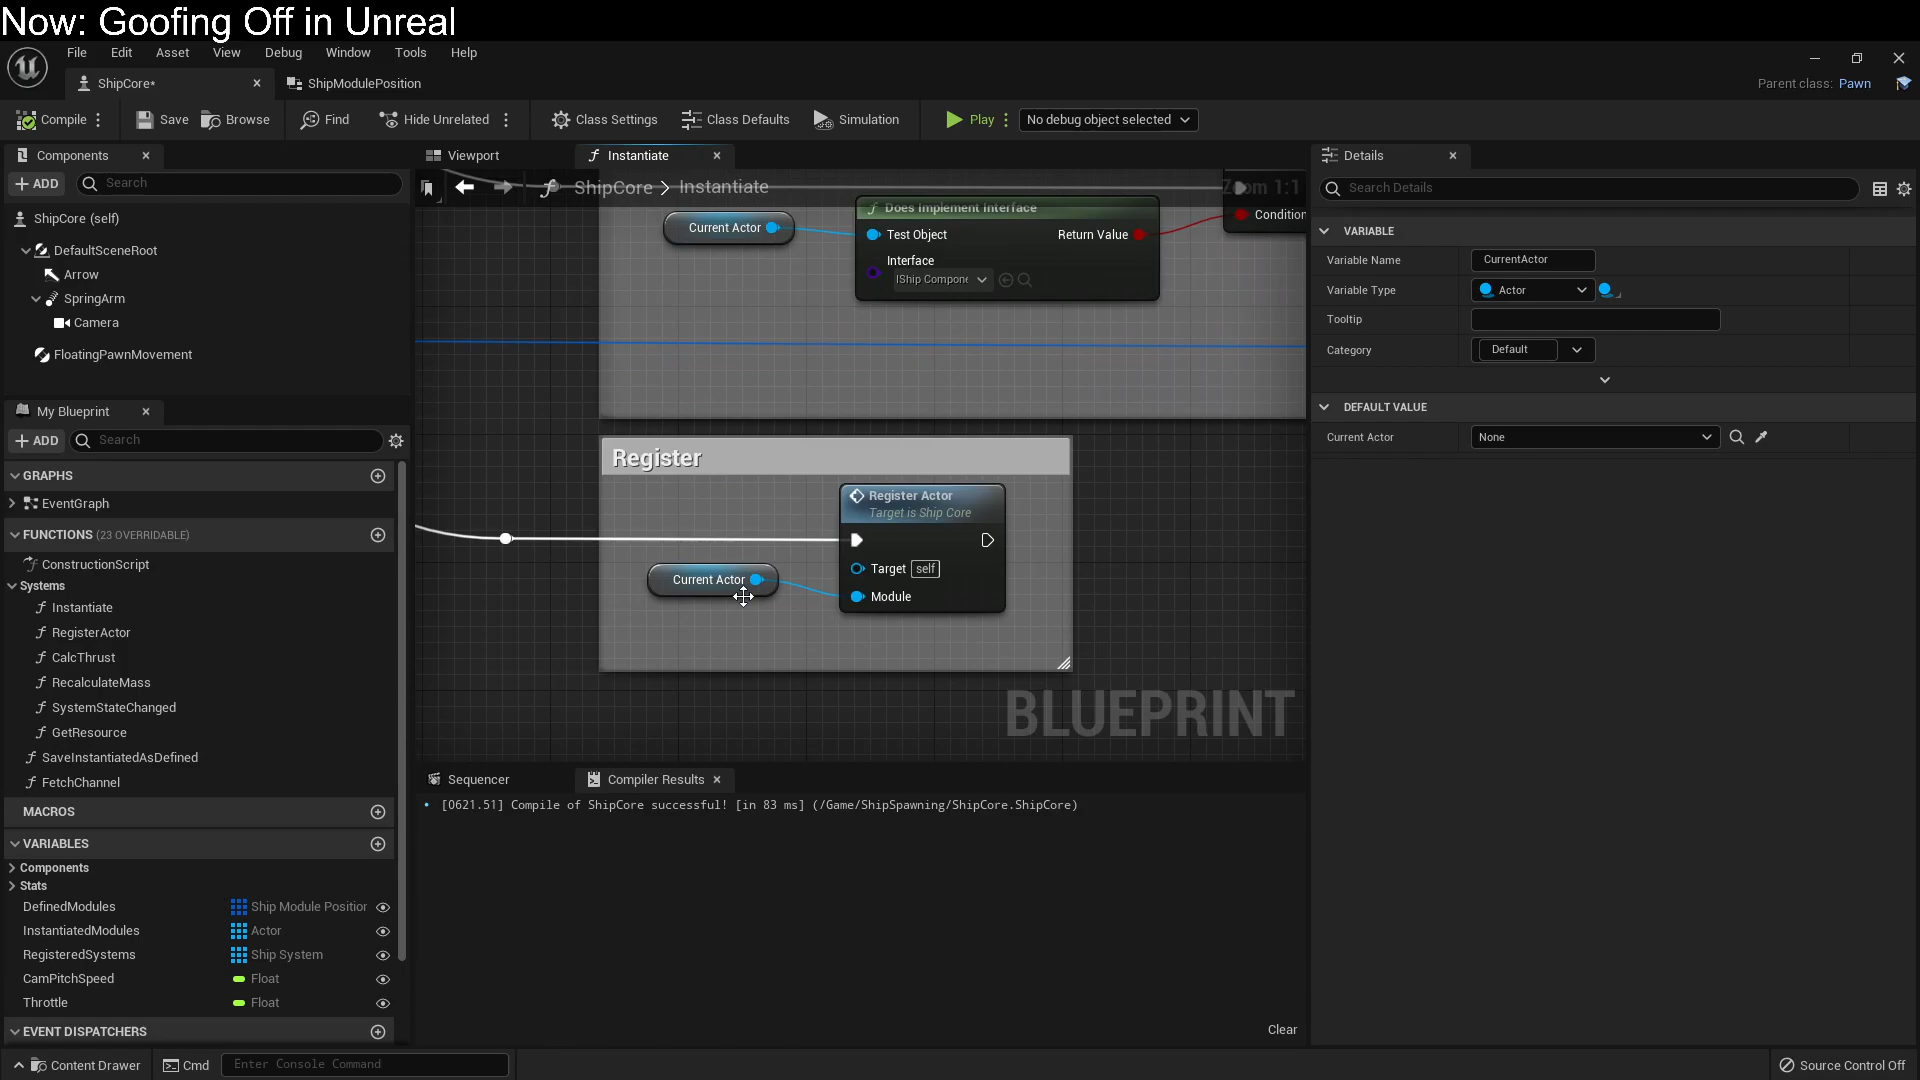 Now: Goofing Off in Unreal
File Edit Asset View Debug Window Tools Help
ShipCore* ShipModulePosition Parent class: Pawn
Compile Save Browse Find Hide Unrelated Class Settings Class Defaults Simulation Play No debug object selected
Components Viewport Instantiate Details
ADD Search
ShipCore > Instantiate Zoom 1:1
Search Details
ShipCore (self)
DefaultSceneRoot
Arrow
SpringArm
Camera
FloatingPawnMovement
My Blueprint
ADD Search
GRAPHS
EventGraph
FUNCTIONS (23 OVERRIDABLE)
ConstructionScript
Systems
Instantiate
RegisterActor
CalcThrust
RecalculateMass
SystemStateChanged
GetResource
SaveInstantiatedAsDefined
FetchChannel
MACROS
VARIABLES
Components
Stats
DefinedModules Ship Module Position
InstantiatedModules Actor
RegisteredSystems Ship System
CamPitchSpeed Float
Throttle Float
EVENT DISPATCHERS
Current Actor
Does Implement Interface
Test Object Return Value
Interface
IShip Compone
Condition
Register
Register Actor
Target is Ship Core
Current Actor
Target self
Module
BLUEPRINT
Sequencer Compiler Results
[0621.51] Compile of ShipCore successful! [in 83 ms] (/Game/ShipSpawning/ShipCore.ShipCore)
Clear
VARIABLE
Variable Name CurrentActor
Variable Type Actor
Tooltip
Category Default
DEFAULT VALUE
Current Actor None
Content Drawer Cmd Enter Console Command Source Control Off